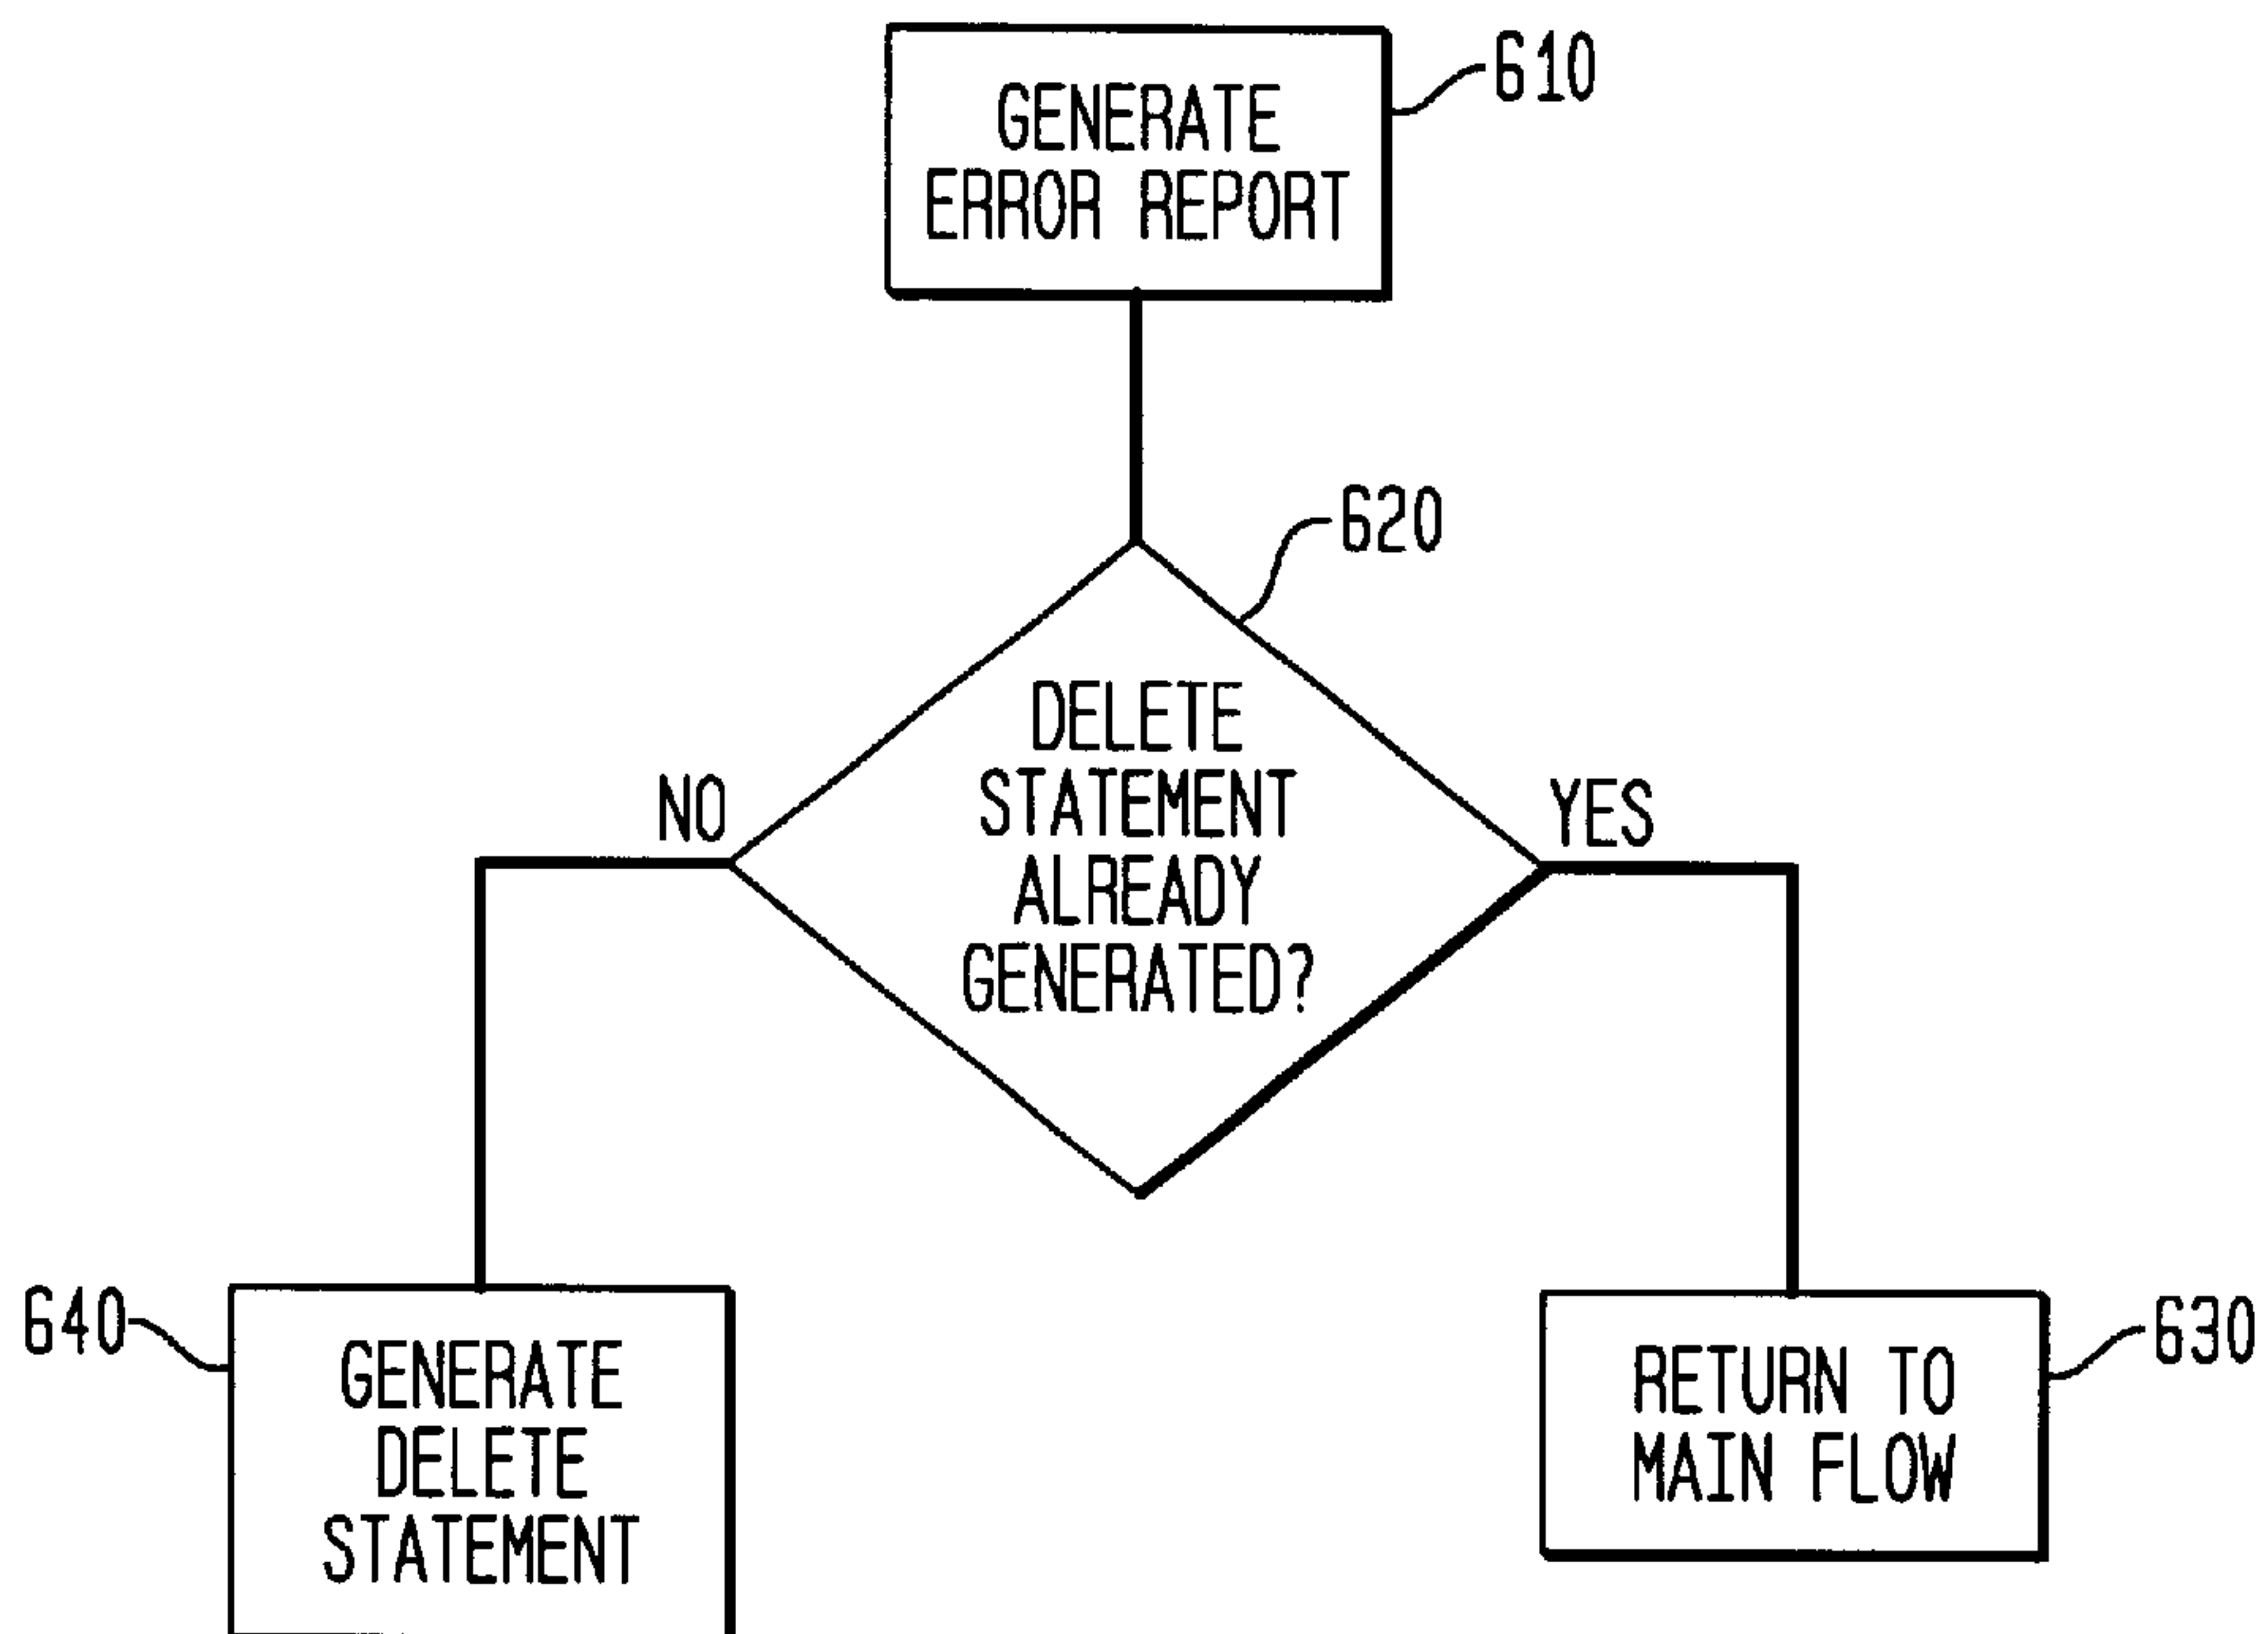 GENERATE
ERROR REPORT
610
620
DELETE
STATEMENT
ALREADY
GENERATED?
NO
YES
640
GENERATE
DELETE
STATEMENT
RETURN TO
MAIN FLOW
630